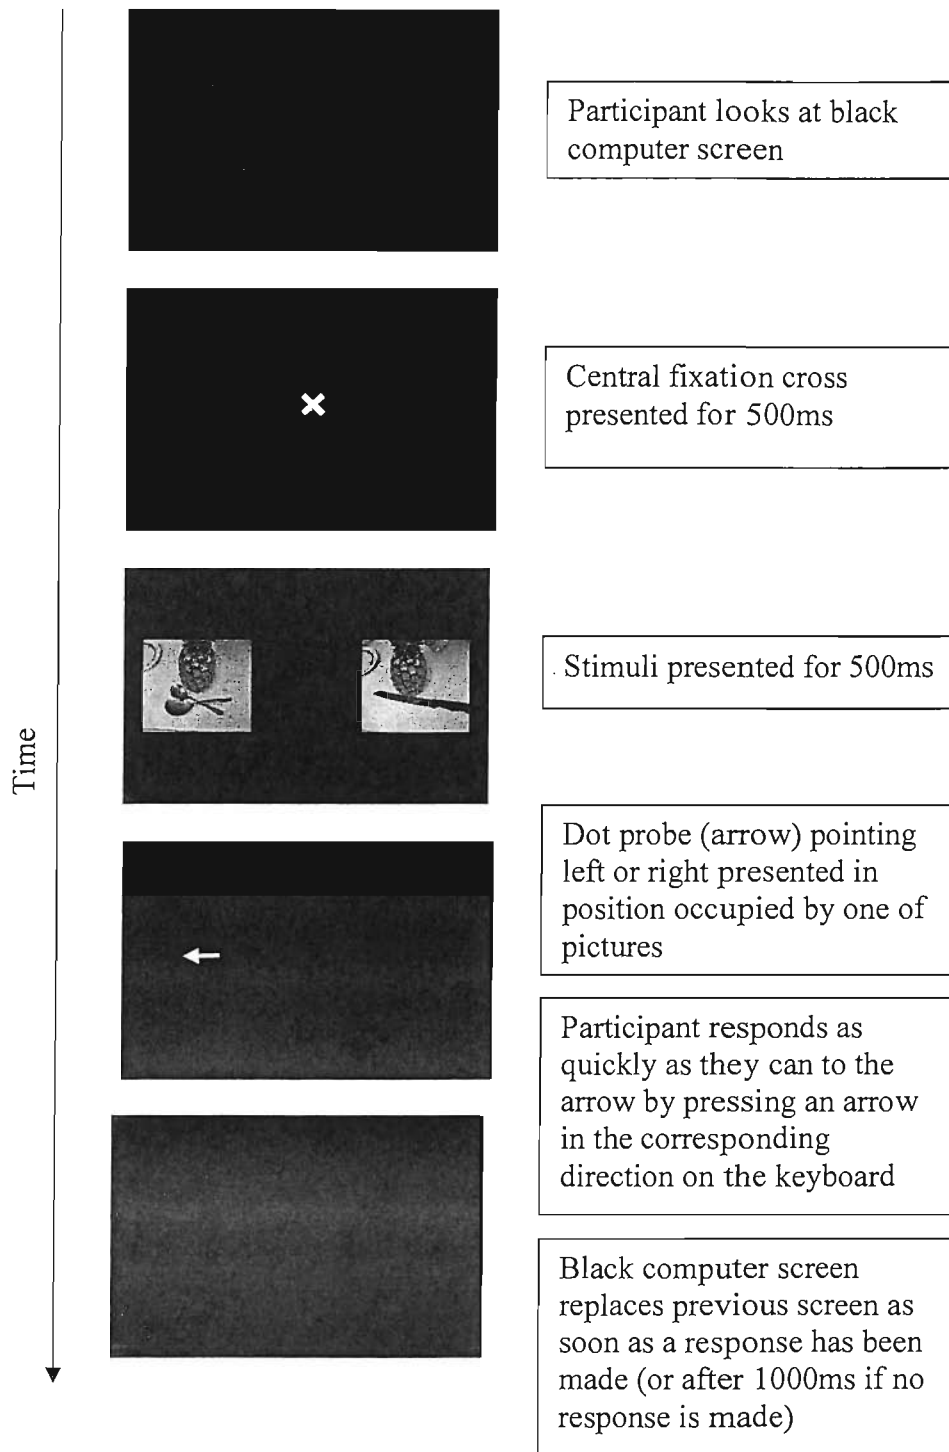 Participant looks at black
computer screen
Central fixation cross
presented for 500ms
Time
Stimuli presented for 500ms
Dot probe (arrow) pointing
left or right presented in
position occupied by one of
pictures
Participant responds as
quickly as they can to the
arrow by pressing an arrow
in the corresponding
direction on the keyboard
Black computer screen
replaces previous screen as
soon as a response has been
made (or after 1000ms if no
response is made)